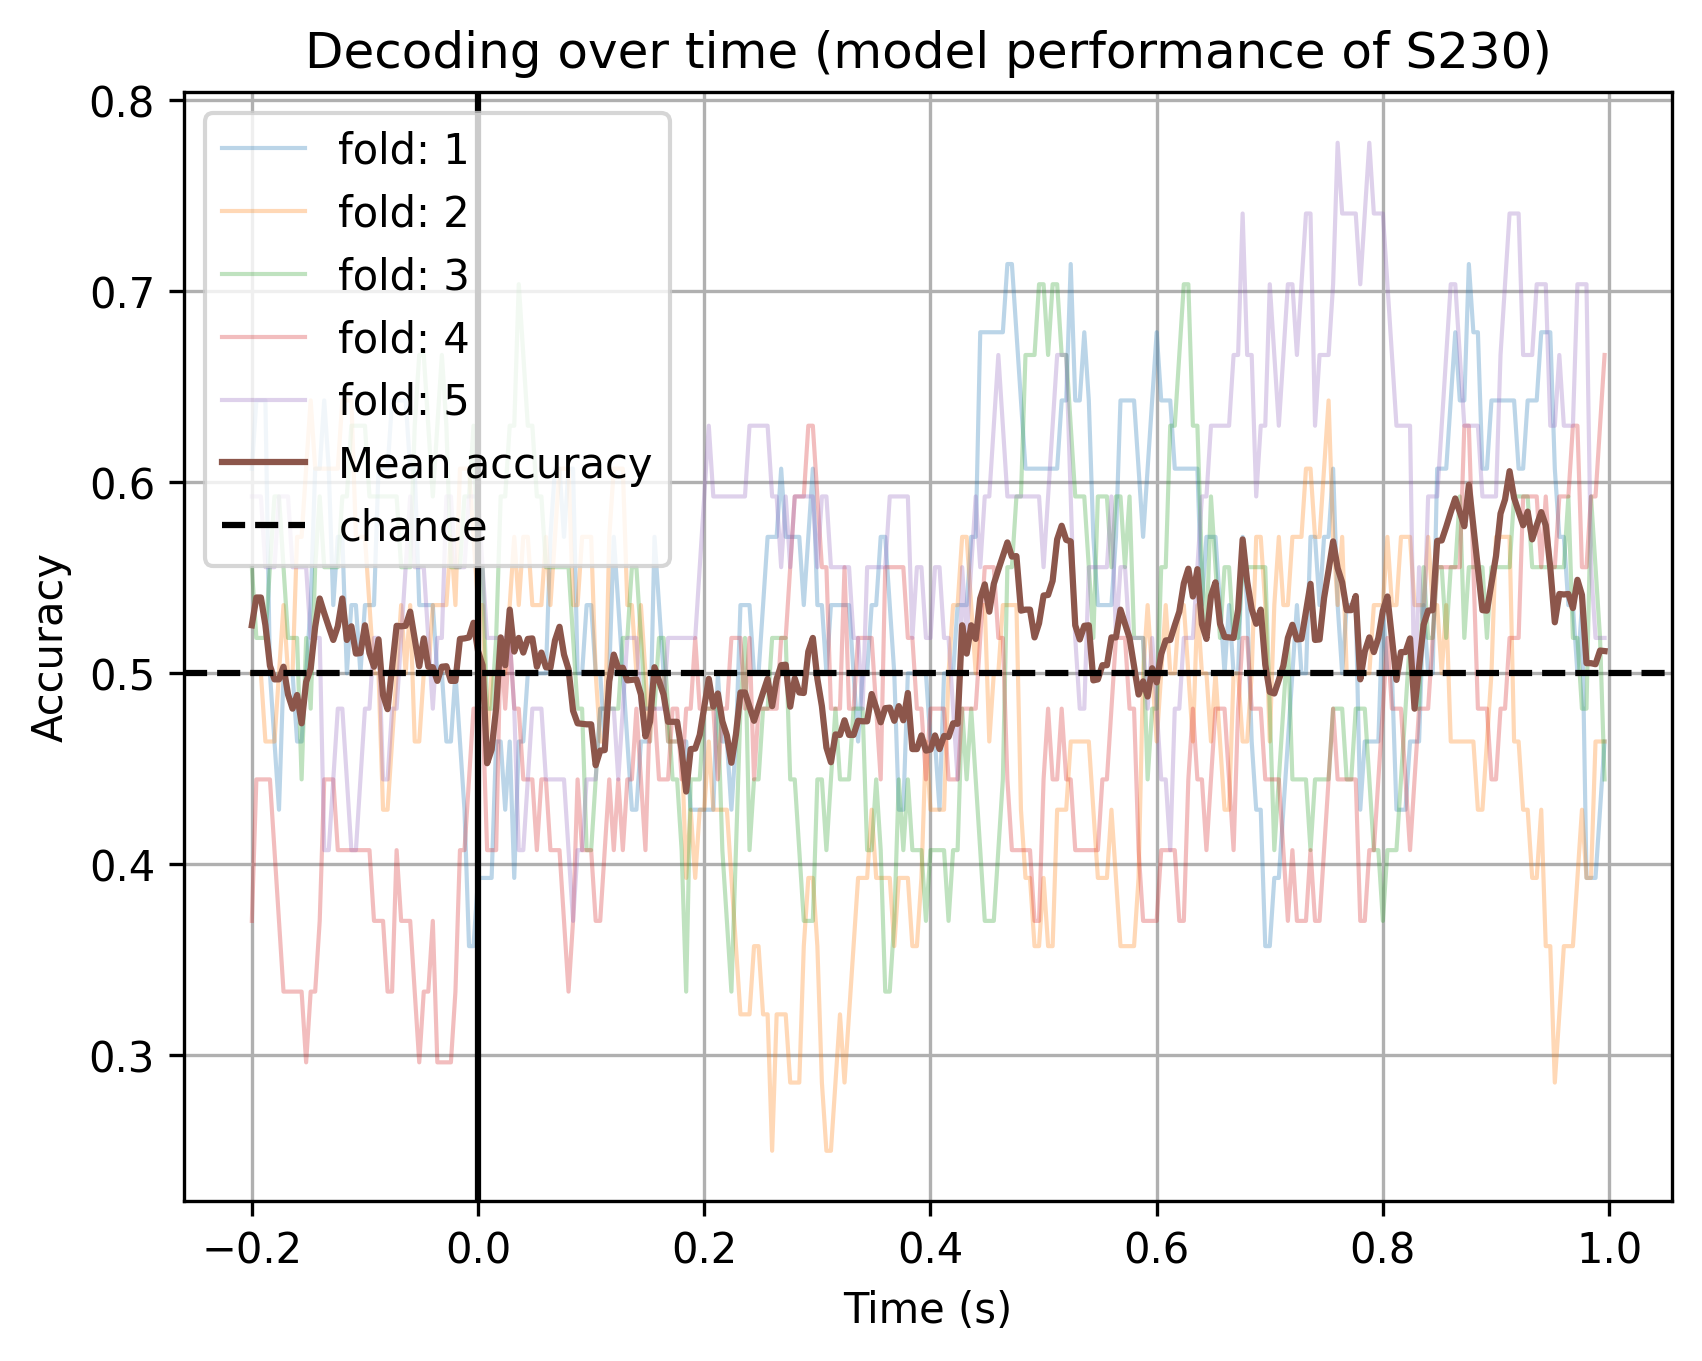 Decoding over time (model performance of S230)
0.8
0.7
0.6
0.5
0.4
0.3
Accuracy
fold: 1
fold: 2
fold: 3
fold: 4
fold: 5
Mean accuracy
chance
−0.2 0.0 0.2 0.4 0.6 0.8 1.0
Time (s)